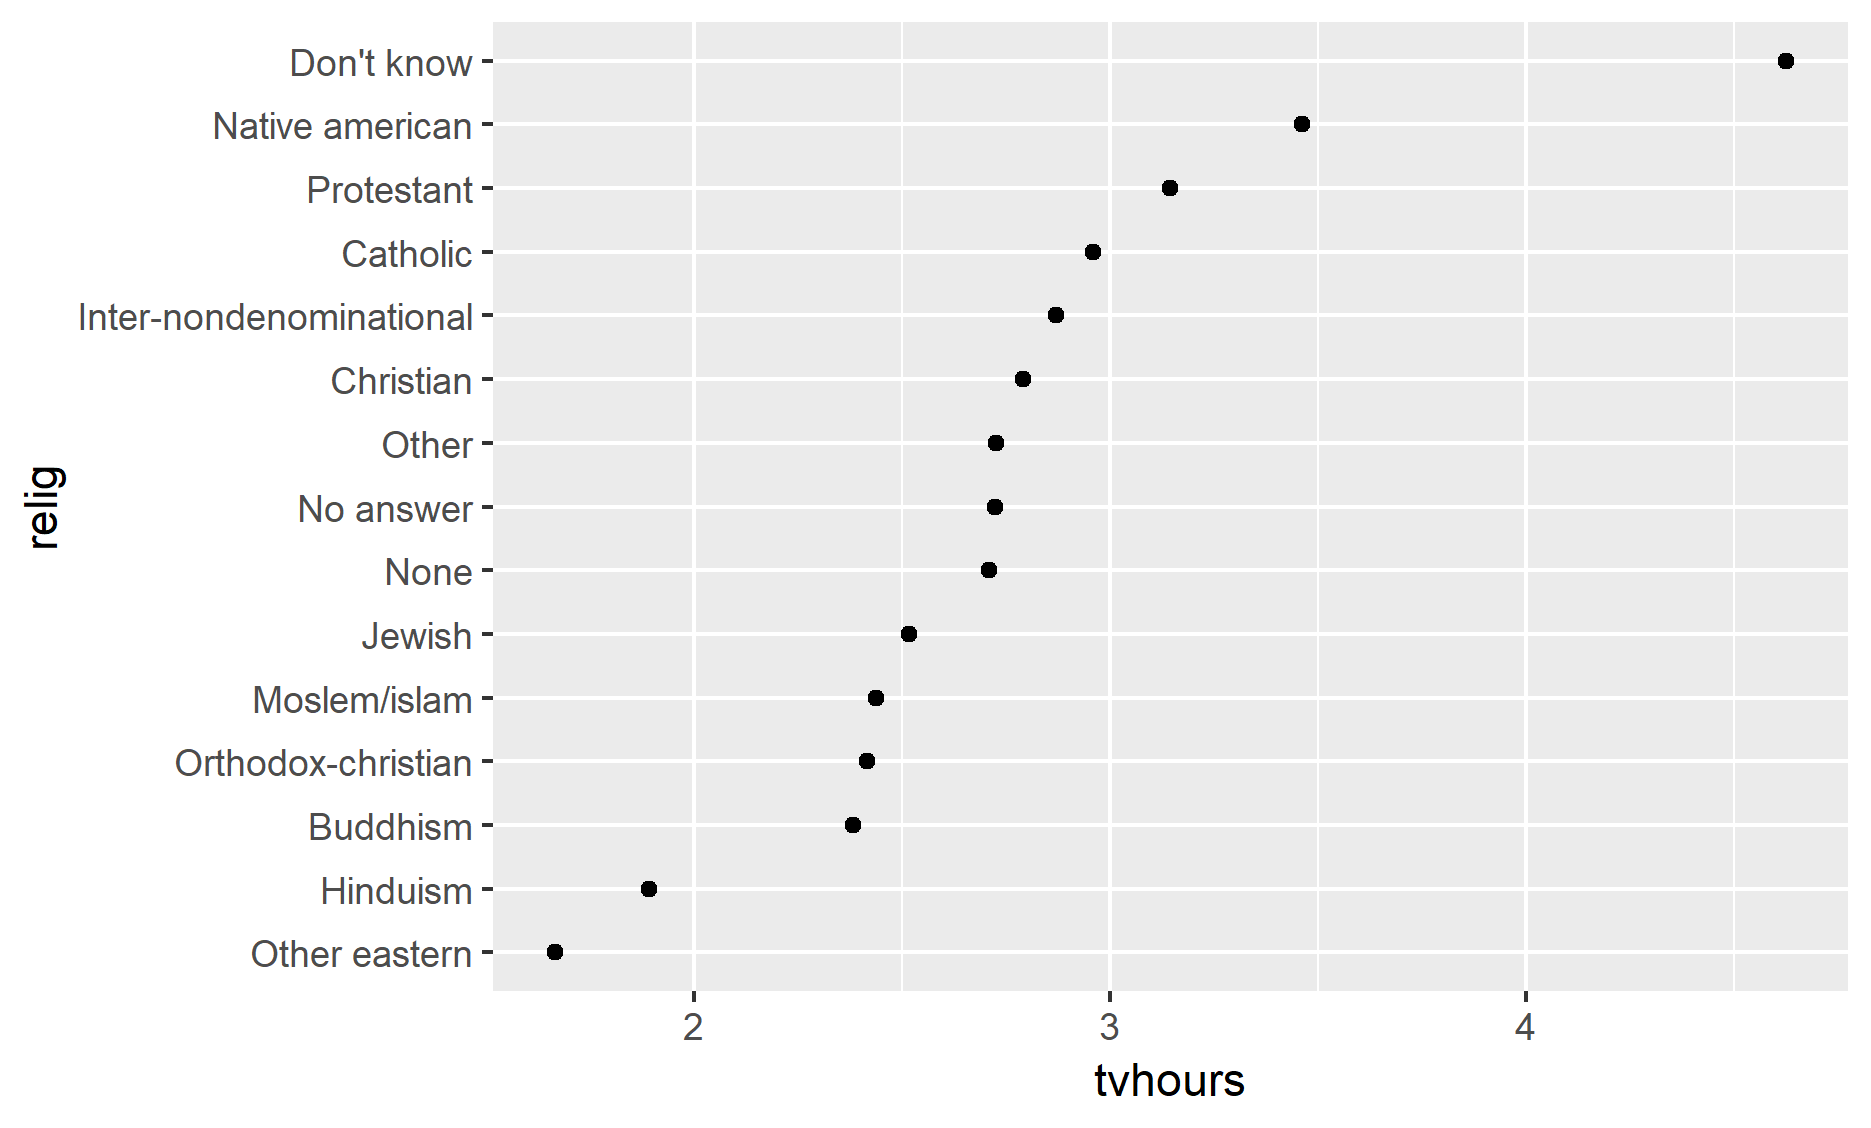 Don't know
Native american
Protestant
Catholic
Inter-nondenominational
Christian
Other
No answer
None
Jewish
Moslem/islam
Orthodox-christian
Buddhism
Hinduism
Other eastern
relig
2 3 4
tvhours